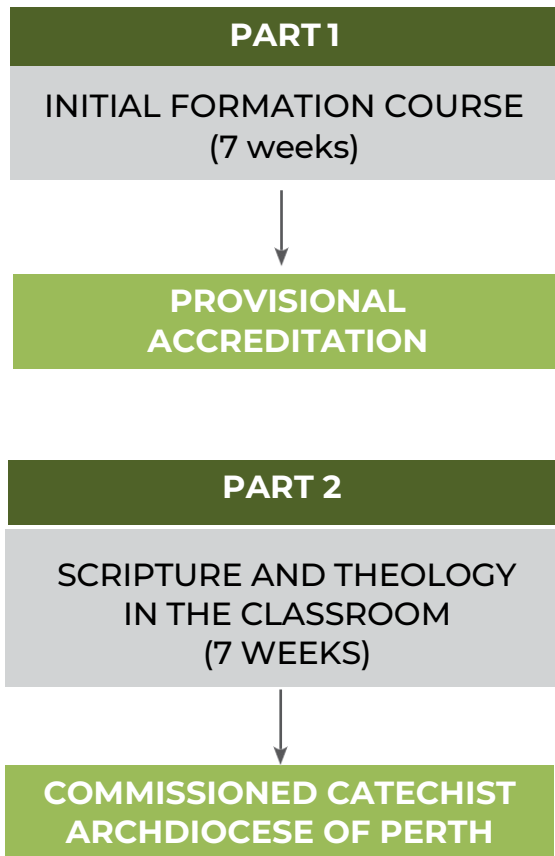 PART 1
INITIAL FORMATION COURSE
(7 weeks)
PROVISIONAL
ACCREDITATION
PART 2
SCRIPTURE AND THEOLOGY
IN THE CLASSROOM
(7 WEEKS)
COMMISSIONED CATECHIST
ARCHDIOCESE OF PERTH